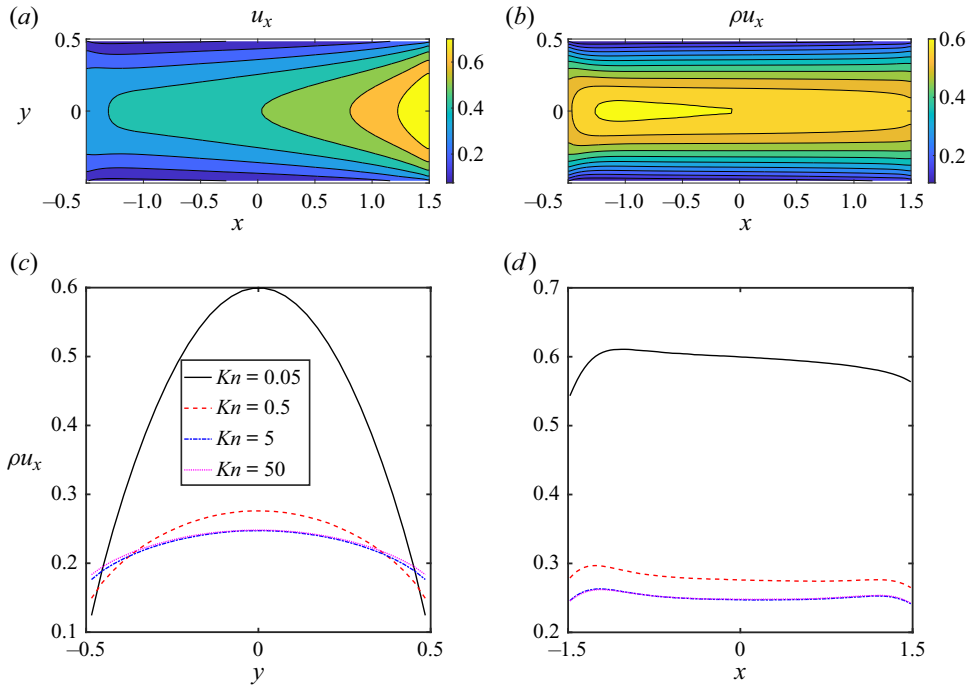 (a) u_x (b) ρu_x
0.5 0.6 0.5 0.6
y 0 0.4 0 0.4
0.2 0.2
−0.5 −1.0 −0.5 0 0.5 1.0 1.5 −0.5 −1.0 −0.5 0 0.5 1.0 1.5
x x
(c) (d)
0.6 0.7
0.5 0.6
Kn = 0.05
0.4 0.5
Kn = 0.5
Kn = 5
ρu_x Kn = 50
0.3 0.4
0.2 0.3
0.1 0.2
−0.5 0 0.5 −1.5 0 1.5
y x